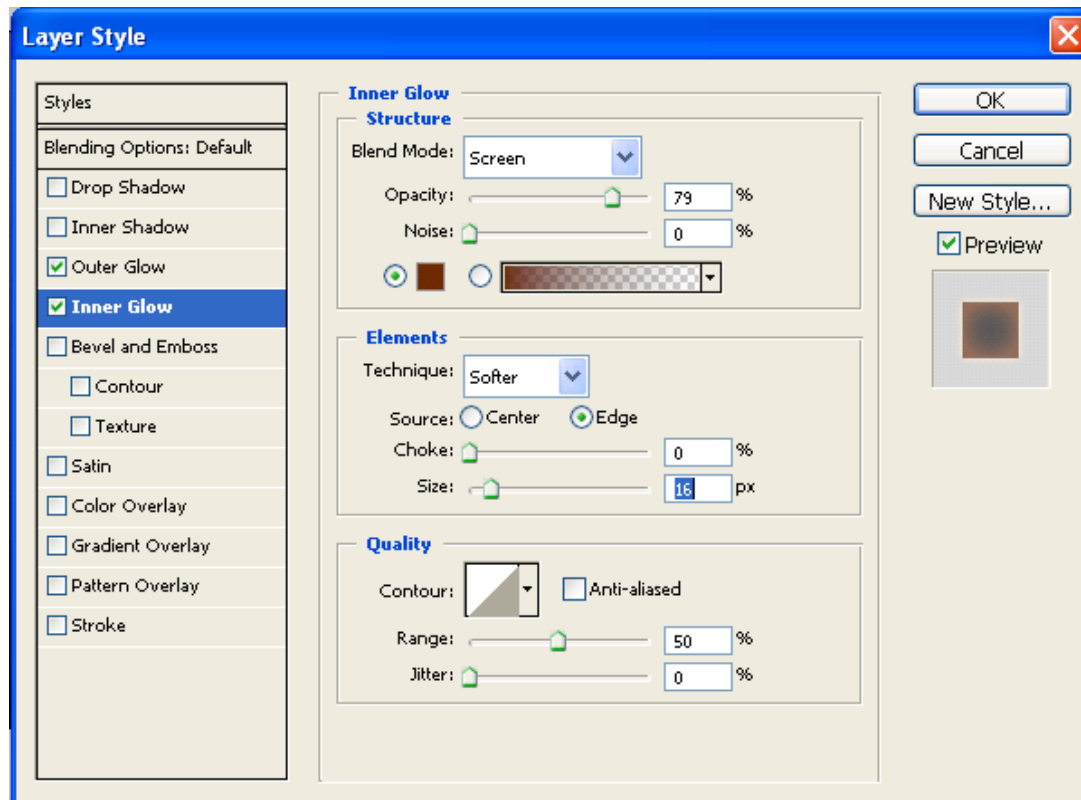 Layer Style
Styles
Blending Options: Default
Drop Shadow
Inner Shadow
Outer Glow
Inner Glow
Bevel and Emboss
Contour
Texture
Satin
Color Overlay
Gradient Overlay
Pattern Overlay
Stroke
Inner Glow
Structure
Blend Mode: Screen
Opacity: 79 %
Noise: 0 %
Elements
Technique: Softer
Source: Center Edge
Choke: 0 %
Size: 16 px
Quality
Contour: Anti-aliased
Range: 50 %
Jitter: 0 %
OK
Cancel
New Style...
Preview